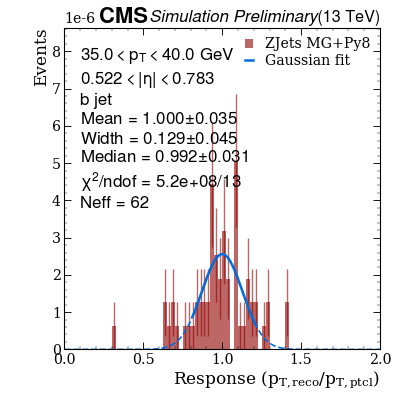 1e-6 CMS Simulation Preliminary (13 TeV)
Events
35.0 < pT < 40.0 GeV
0.522 < |η| < 0.783
b jet
Mean = 1.000±0.035
Width = 0.129±0.045
Median = 0.992±0.031
χ²/ndof = 5.2e+08/13
Neff = 62
ZJets MG+Py8
Gaussian fit
8
7
6
5
4
3
2
1
0
0.0 0.5 1.0 1.5 2.0
Response (pT,reco/pT,ptcl)